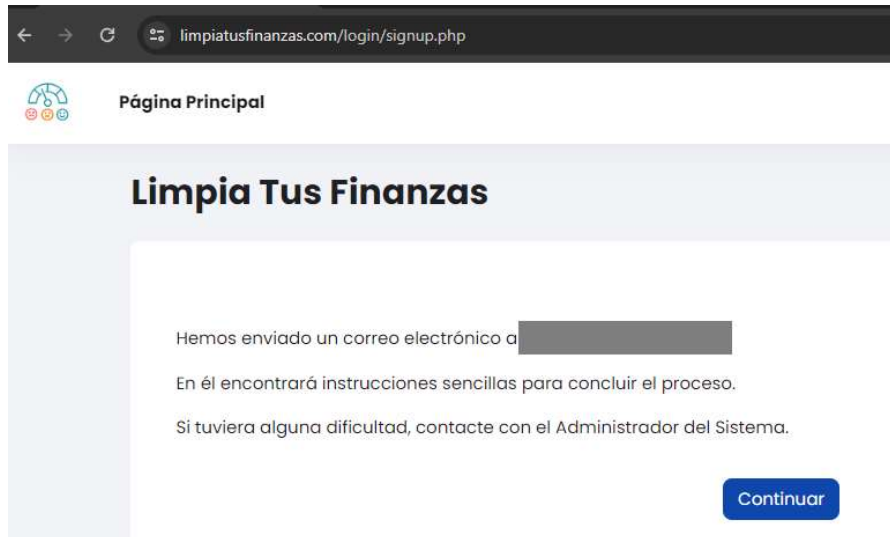 limpiatusfinanzas.com/login/signup.php
Página Principal
Limpia Tus Finanzas
Hemos enviado un correo electrónico a
En él encontrará instrucciones sencillas para concluir el proceso.
Si tuviera alguna dificultad, contacte con el Administrador del Sistema.
Continuar